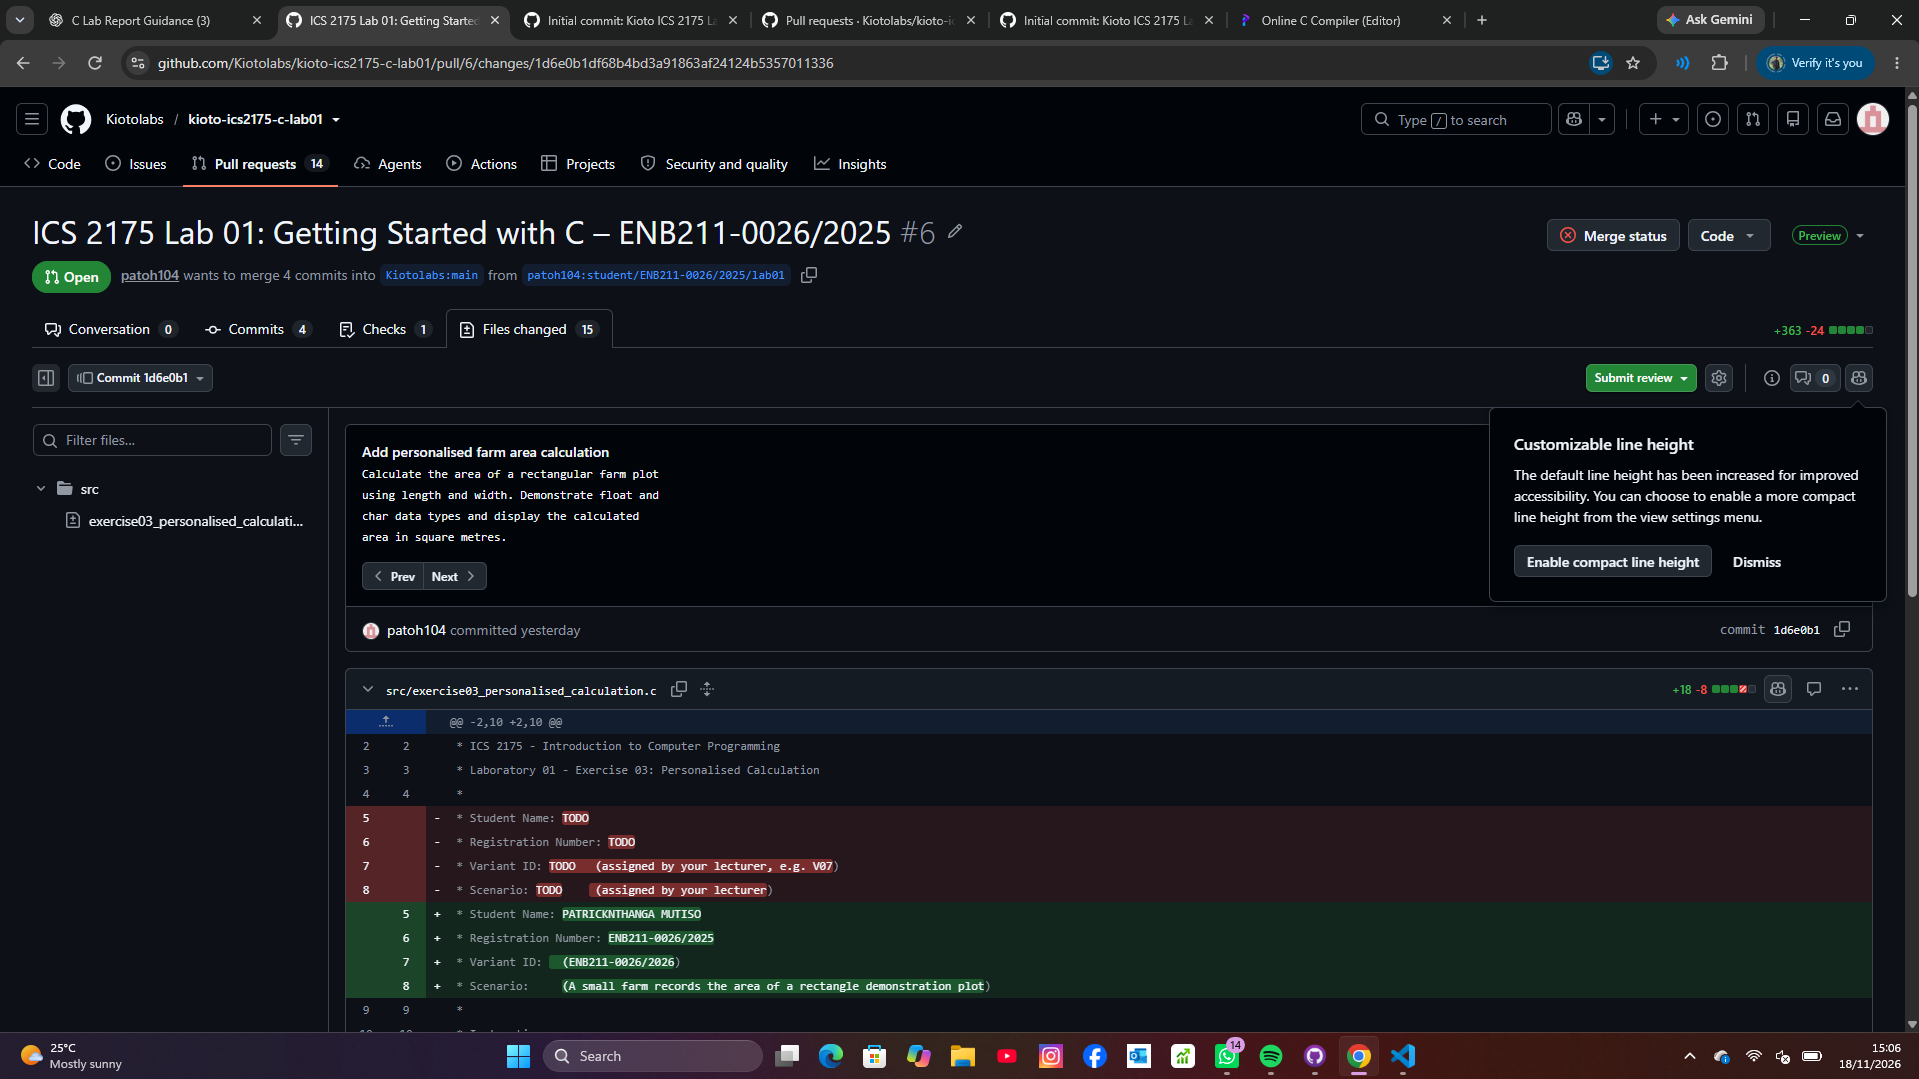 C Lab Report Guidance (3)
ICS 2175 Lab 01: Getting Started
Initial commit: Kioto ICS 2175 La
Pull requests · Kiotolabs/kioto-i
Initial commit: Kioto ICS 2175 La
Online C Compiler (Editor)
Ask Gemini
github.com/Kiotolabs/kioto-ics2175-c-lab01/pull/6/changes/1d6e0b1df68b4bd3a91863af24124b5357011336
Verify it's you
Kiotolabs / kioto-ics2175-c-lab01
Type / to search
Code
Issues
Pull requests 14
Agents
Actions
Projects
Security and quality
Insights
ICS 2175 Lab 01: Getting Started with C – ENB211-0026/2025 #6
Merge status
Code
Preview
Open
patoh104 wants to merge 4 commits into Kiotolabs:main from patoh104:student/ENB211-0026/2025/lab01
Conversation 0
Commits 4
Checks 1
Files changed 15
+363 -24
Commit 1d6e0b1
Submit review
0
Filter files...
src
exercise03_personalised_calculati...
Add personalised farm area calculation
Calculate the area of a rectangular farm plot
using length and width. Demonstrate float and
char data types and display the calculated
area in square metres.
Prev
Next
Customizable line height
The default line height has been increased for improved
accessibility. You can choose to enable a more compact
line height from the view settings menu.
Enable compact line height
Dismiss
patoh104 committed yesterday
commit 1d6e0b1
src/exercise03_personalised_calculation.c
+18 -8
@@ -2,10 +2,10 @@
2 2 * ICS 2175 - Introduction to Computer Programming
3 3 * Laboratory 01 - Exercise 03: Personalised Calculation
4 4 *
5 - * Student Name: TODO
6 - * Registration Number: TODO
7 - * Variant ID: TODO (assigned by your lecturer, e.g. V07)
8 - * Scenario: TODO (assigned by your lecturer)
5 + * Student Name: PATRICKNTHANGA MUTISO
6 + * Registration Number: ENB211-0026/2025
7 + * Variant ID: (ENB211-0026/2026)
8 + * Scenario: (A small farm records the area of a rectangle demonstration plot)
9 9 *
25°C
Mostly sunny
Search
14
15:06
18/11/2026